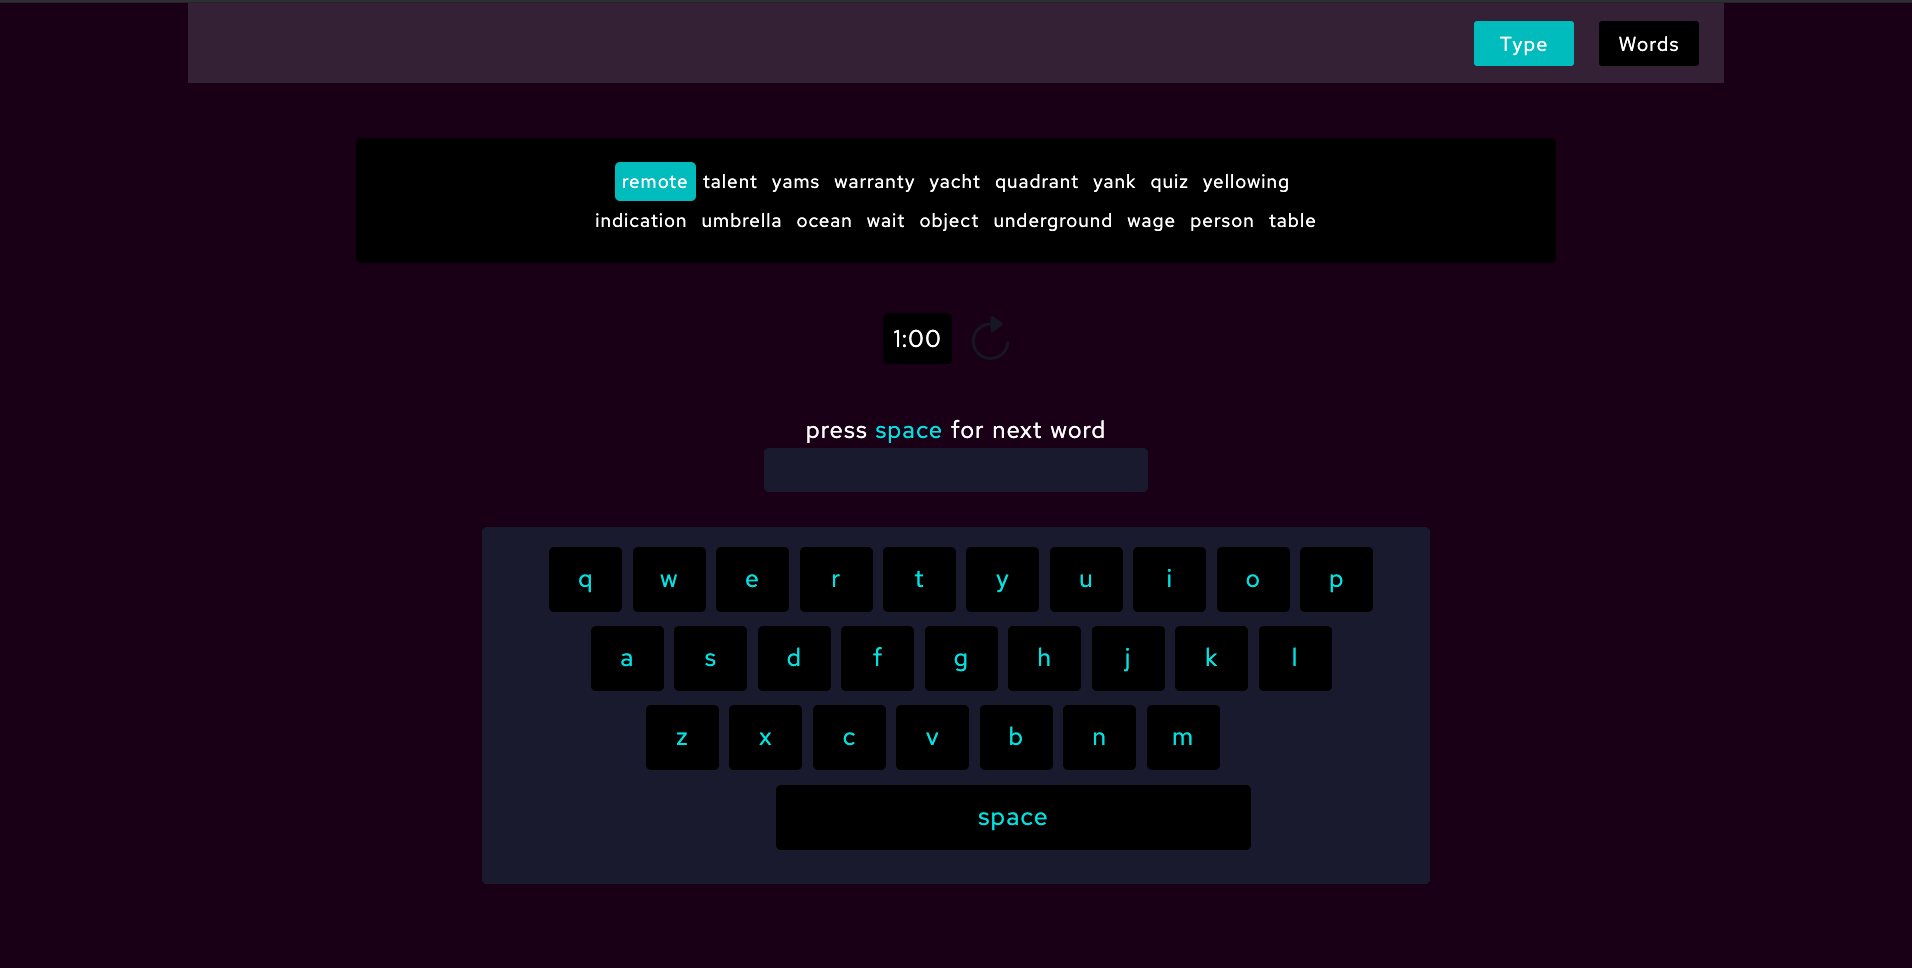 Type Words
remote talent yams warranty yacht quadrant yank quiz yellowing
indication umbrella ocean wait object underground wage person table
1:00
press space for next word
q w e r t y u i o p
a s d f g h j k l
z x c v b n m
space